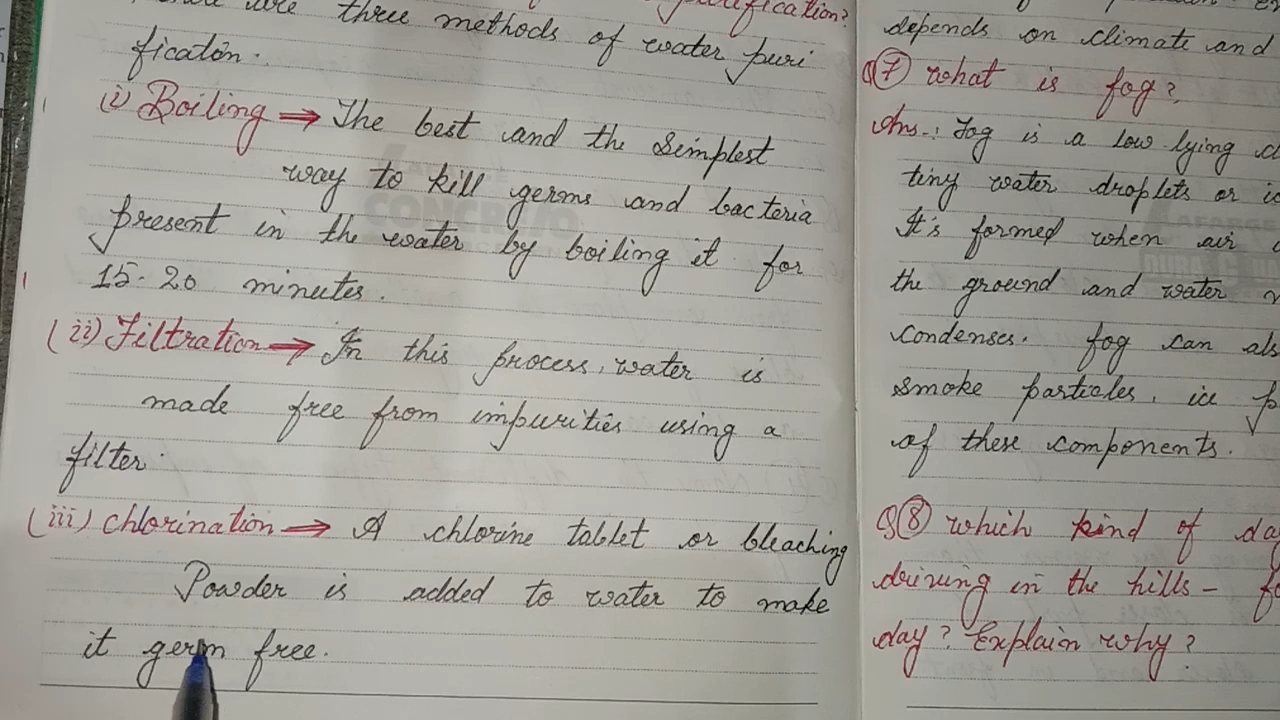 three methods of water puri
ficaton.
(i) Boiling ⇒ The best and the Simplest
way to kill germs and bacteria
present in the water by boiling it for
15-20 minutes.
(ii) Filtration ⇒ In this process, water is
made free from impurities using a
filter.
(iii) chlorination ⇒ A chlorine tablet or bleaching
Powder is added to water to make
it germ free.
depends on climate and
Q(7) what is fog?
Ans.: Fog is a low lying
tiny water droplets or
It's formed when air
the ground and water
condenses. fog can als
smoke particles, ice p
of these components.
Q(8) which kind of da
driving in the hills - fo
day? Explain why?